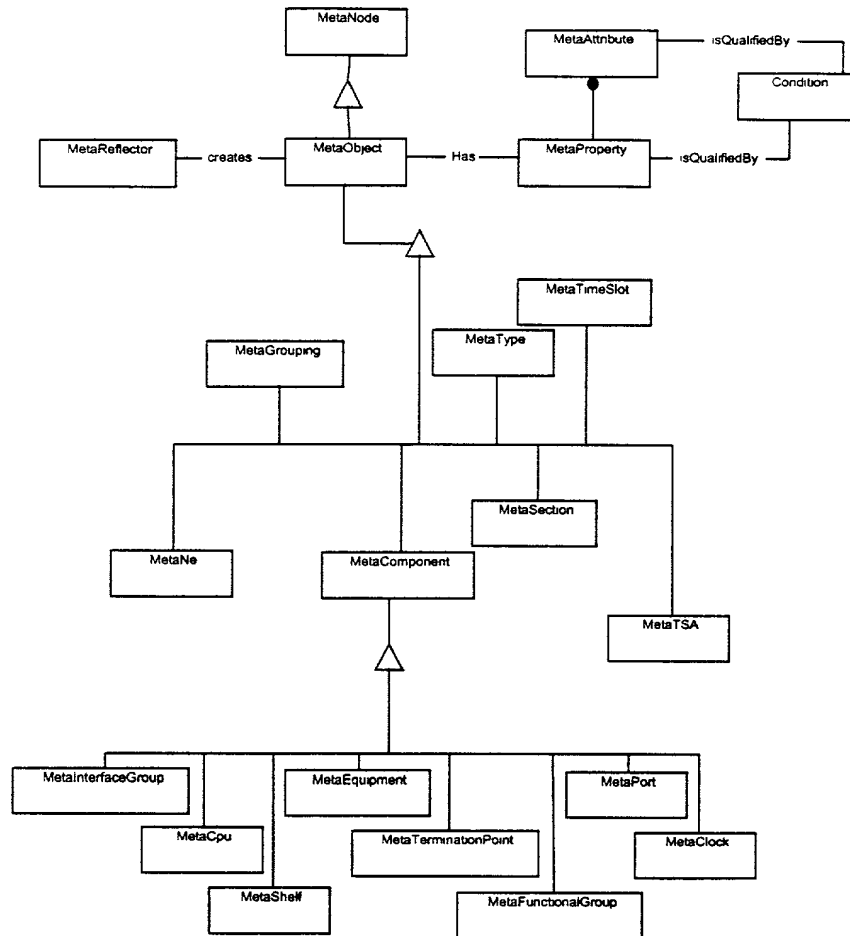 MetaNode
MetaAttribute
isQualifiedBy
Condition
MetaReflector
creates
MetaObject
Has
MetaProperty
isQualifiedBy
MetaTimeSlot
MetaType
MetaGrouping
MetaSection
MetaNe
MetaComponent
MetaTSA
MetaInterfaceGroup
MetaEquipment
MetaPort
MetaCpu
MetaTerminationPoint
MetaClock
MetaShelf
MetaFunctionalGroup